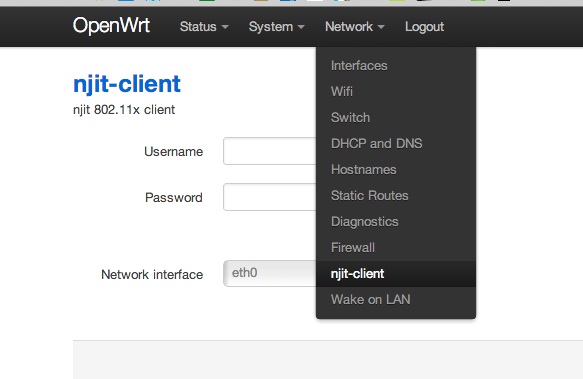 OpenWrt Status System Network Logout
njit-client
njit 802.11x client
Username
Password
Network interface eth0
Interfaces
Wifi
Switch
DHCP and DNS
Hostnames
Static Routes
Diagnostics
Firewall
njit-client
Wake on LAN